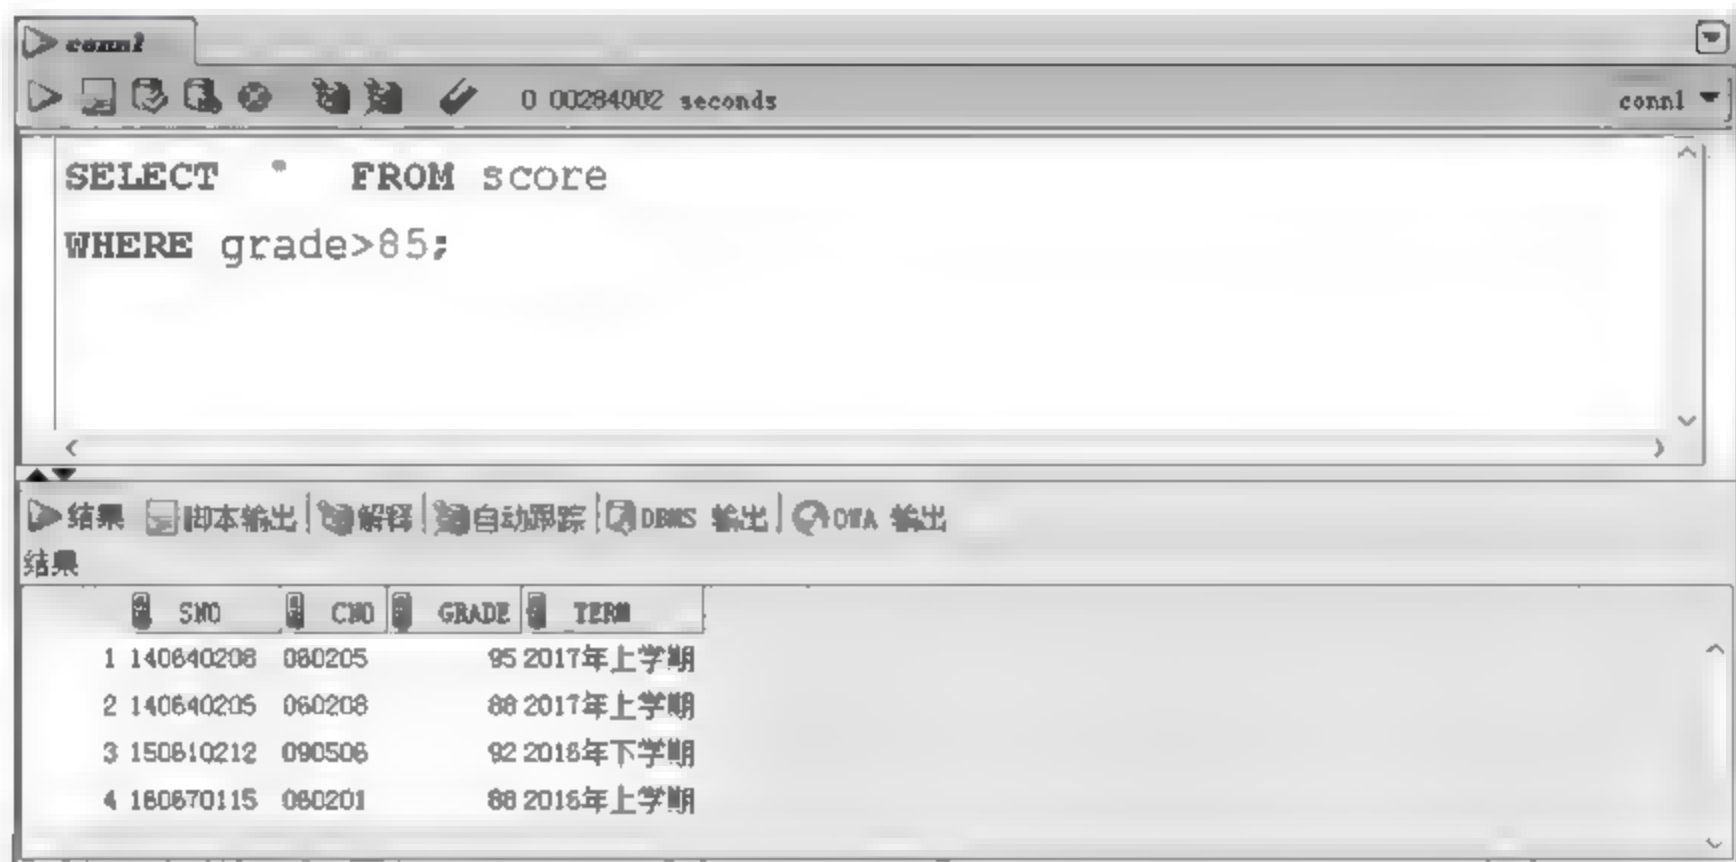 conn1
0 00284002 seconds conn1
SELECT * FROM score
WHERE grade>85;
结果 脚本输出 解释 自动跟踪 DBMS 输出 OWA 输出
结果
SNO CNO GRADE TERM
1 140640208 060205 95 2017年上学期
2 140640205 060208 88 2017年上学期
3 150610212 090506 92 2016年下学期
4 160670115 060201 88 2016年上学期